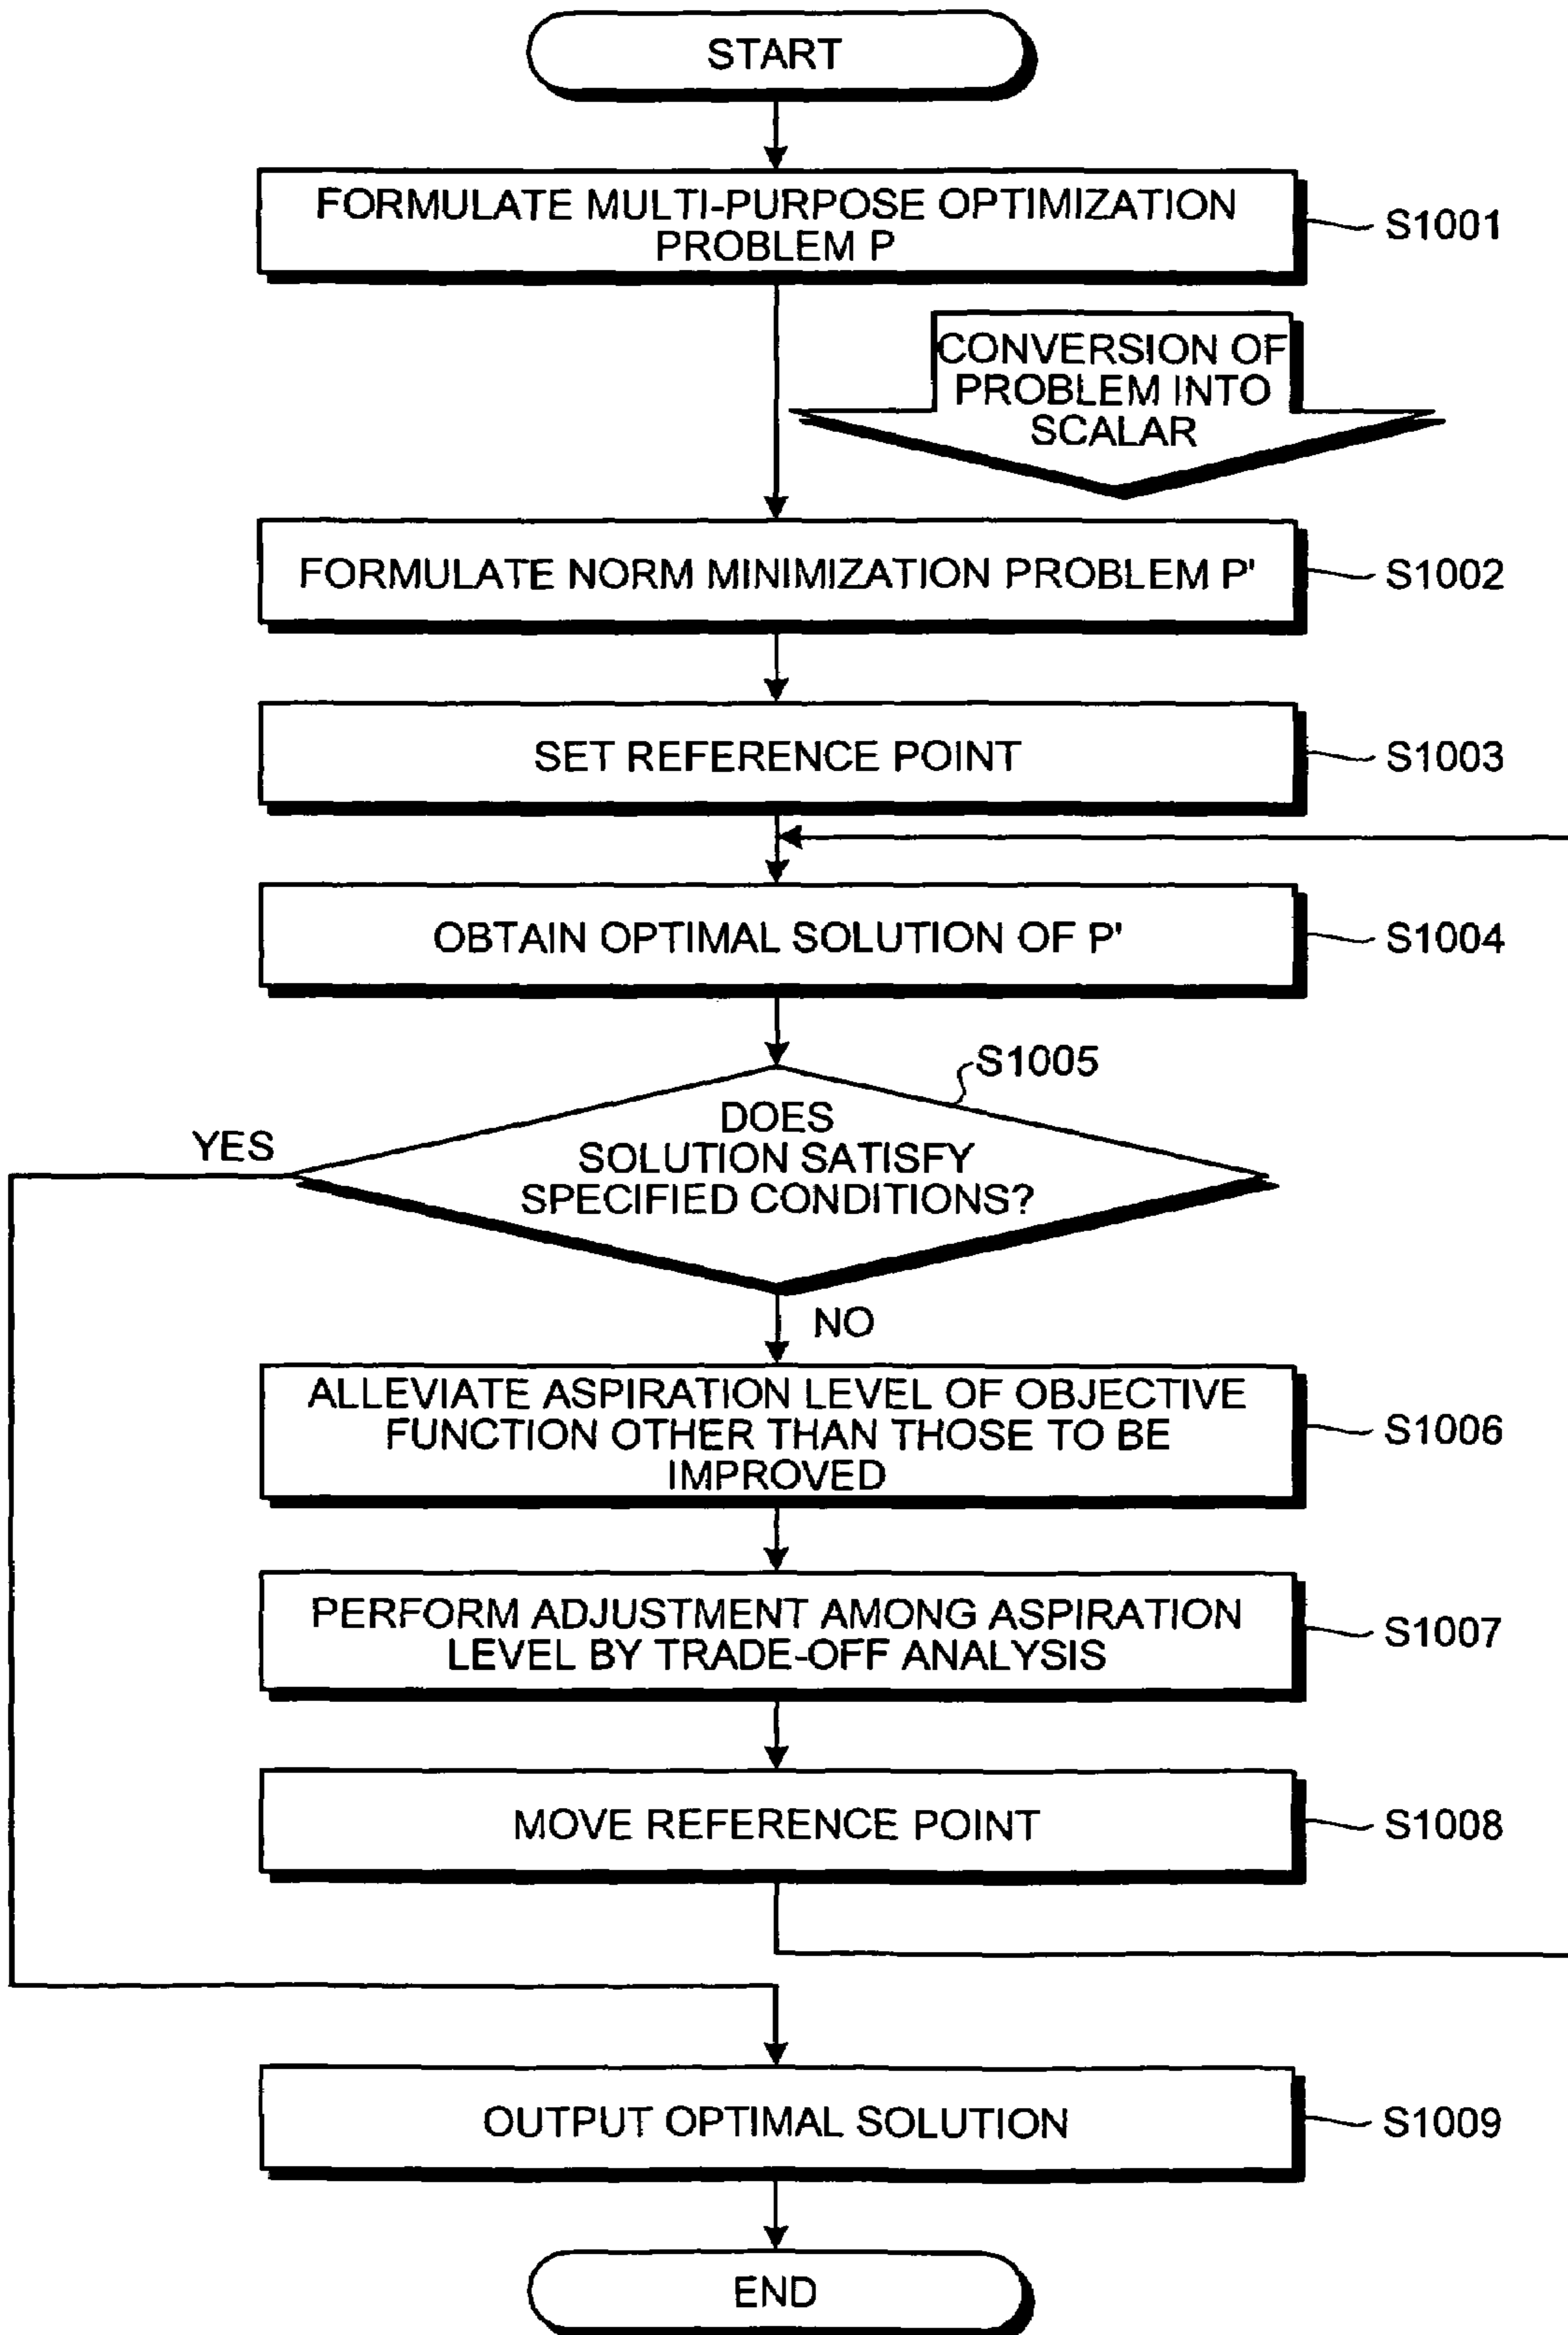 START
FORMULATE MULTI-PURPOSE OPTIMIZATION
PROBLEM P
S1001
CONVERSION OF
PROBLEM INTO
SCALAR
FORMULATE NORM MINIMIZATION PROBLEM P'
S1002
SET REFERENCE POINT
S1003
OBTAIN OPTIMAL SOLUTION OF P'
S1004
S1005
DOES
SOLUTION SATISFY
SPECIFIED CONDITIONS?
YES
NO
ALLEVIATE ASPIRATION LEVEL OF OBJECTIVE
FUNCTION OTHER THAN THOSE TO BE
IMPROVED
S1006
PERFORM ADJUSTMENT AMONG ASPIRATION
LEVEL BY TRADE-OFF ANALYSIS
S1007
MOVE REFERENCE POINT
S1008
OUTPUT OPTIMAL SOLUTION
S1009
END